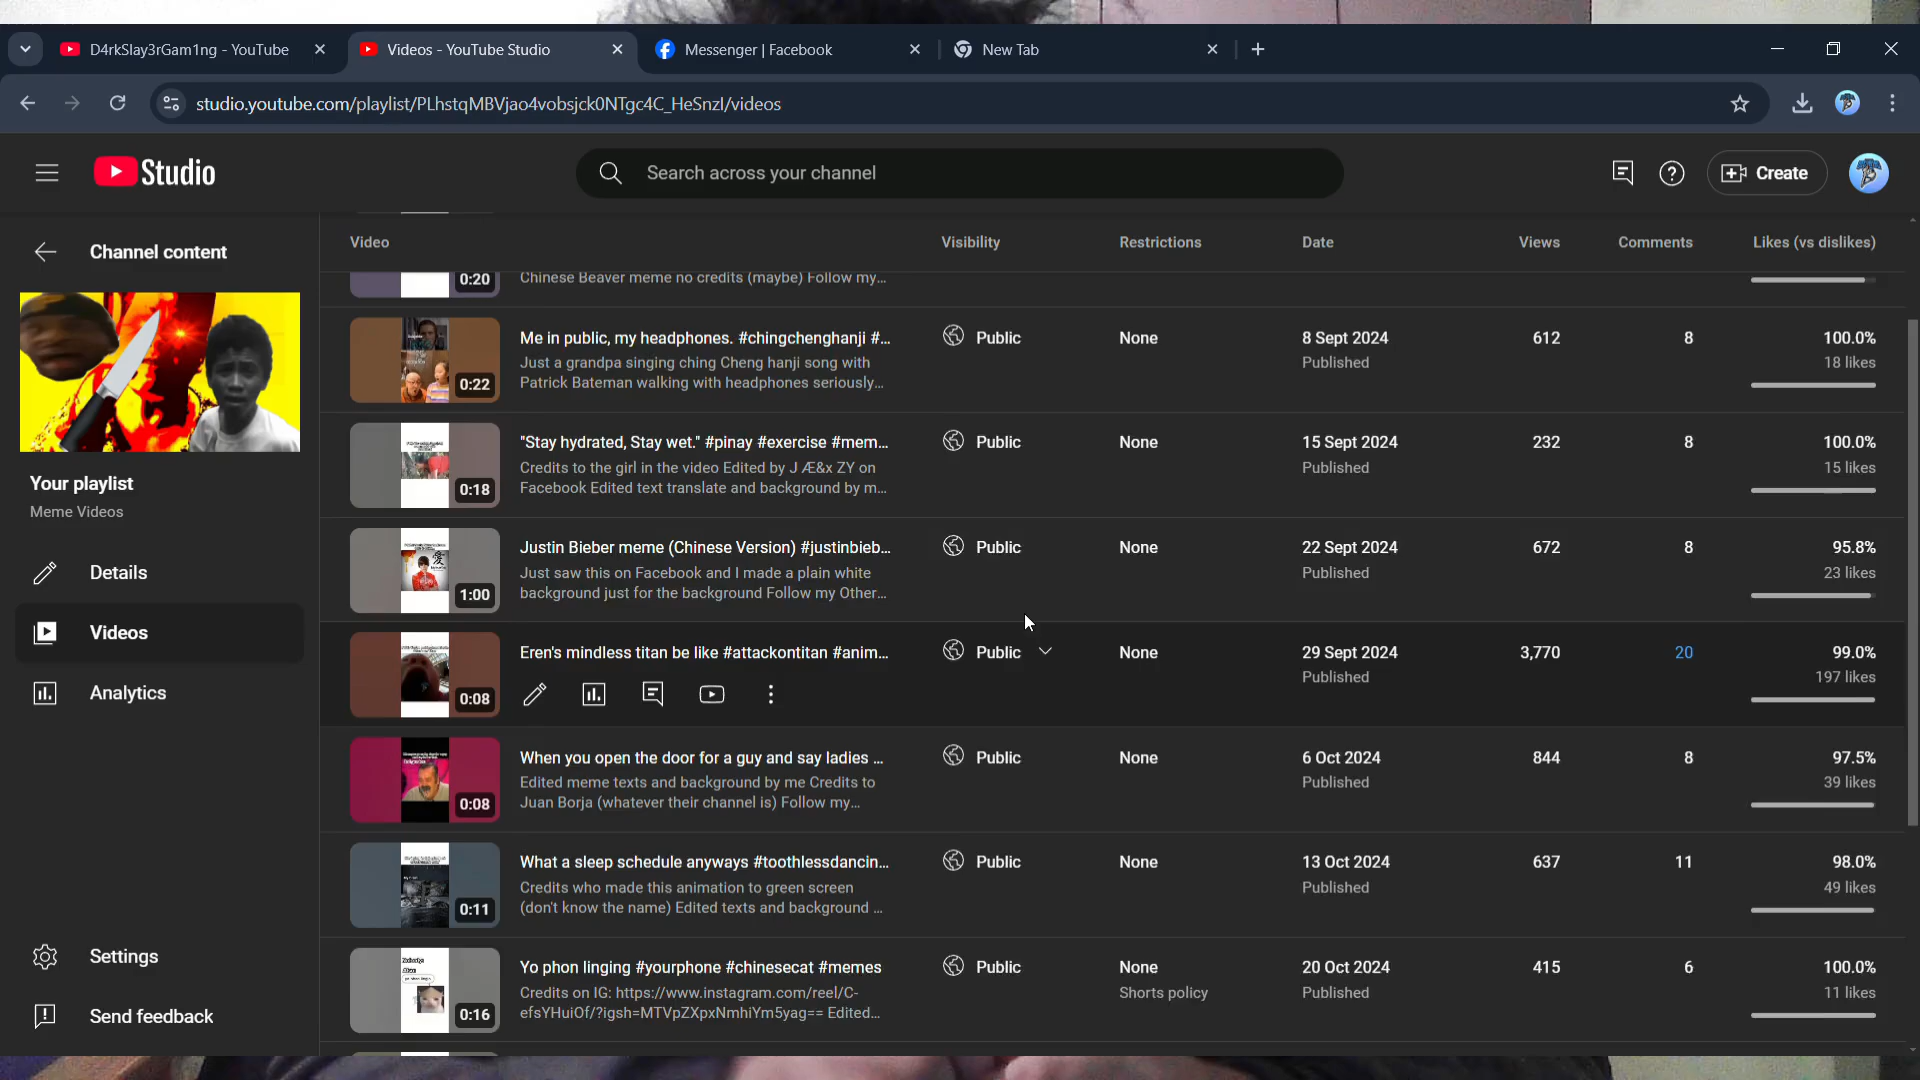 D4rkSlay3rGam1ng - YouTube
Videos - YouTube Studio
Messenger | Facebook
New Tab
studio.youtube.com/playlist/PLhstqMBVjao4vobsjck0NTgc4C_HeSnzI/videos
Studio
Search across your channel
Create
Channel content
Your playlist
Meme Videos
Details
Videos
Analytics
Settings
Send feedback
Video Visibility Restrictions Date Views Comments Likes (vs dislikes)
0:20
Chinese Beaver meme no credits (maybe) Follow my...
Me in public, my headphones. #chingchenghanji #... Public None 8 Sept 2024 612 8 100.0%
Just a grandpa singing ching Cheng hanji song with Published 18 likes
Patrick Bateman walking with headphones seriously...
0:22
"Stay hydrated, Stay wet." #pinay #exercise #mem... Public None 15 Sept 2024 232 8 100.0%
Credits to the girl in the video Edited by J Æ&x ZY on Published 15 likes
Facebook Edited text translate and background by m...
0:18
Justin Bieber meme (Chinese Version) #justinbieb... Public None 22 Sept 2024 672 8 95.8%
Just saw this on Facebook and I made a plain white Published 23 likes
background just for the background Follow my Other...
1:00
Eren's mindless titan be like #attackontitan #anim... Public None 29 Sept 2024 3,770 20 99.0%
Published 197 likes
0:08
When you open the door for a guy and say ladies ... Public None 6 Oct 2024 844 8 97.5%
Edited meme texts and background by me Credits to Published 39 likes
Juan Borja (whatever their channel is) Follow my...
0:08
What a sleep schedule anyways #toothlessdancin... Public None 13 Oct 2024 637 11 98.0%
Credits who made this animation to green screen Published 49 likes
(don't know the name) Edited texts and background ...
0:11
Yo phon linging #yourphone #chinesecat #memes Public None 20 Oct 2024 415 6 100.0%
Credits on IG: https://www.instagram.com/reel/C- Shorts policy Published 11 likes
efsYHuiOf/?igsh=MTVpZXpxNmhiYm5yag== Edited...
0:16